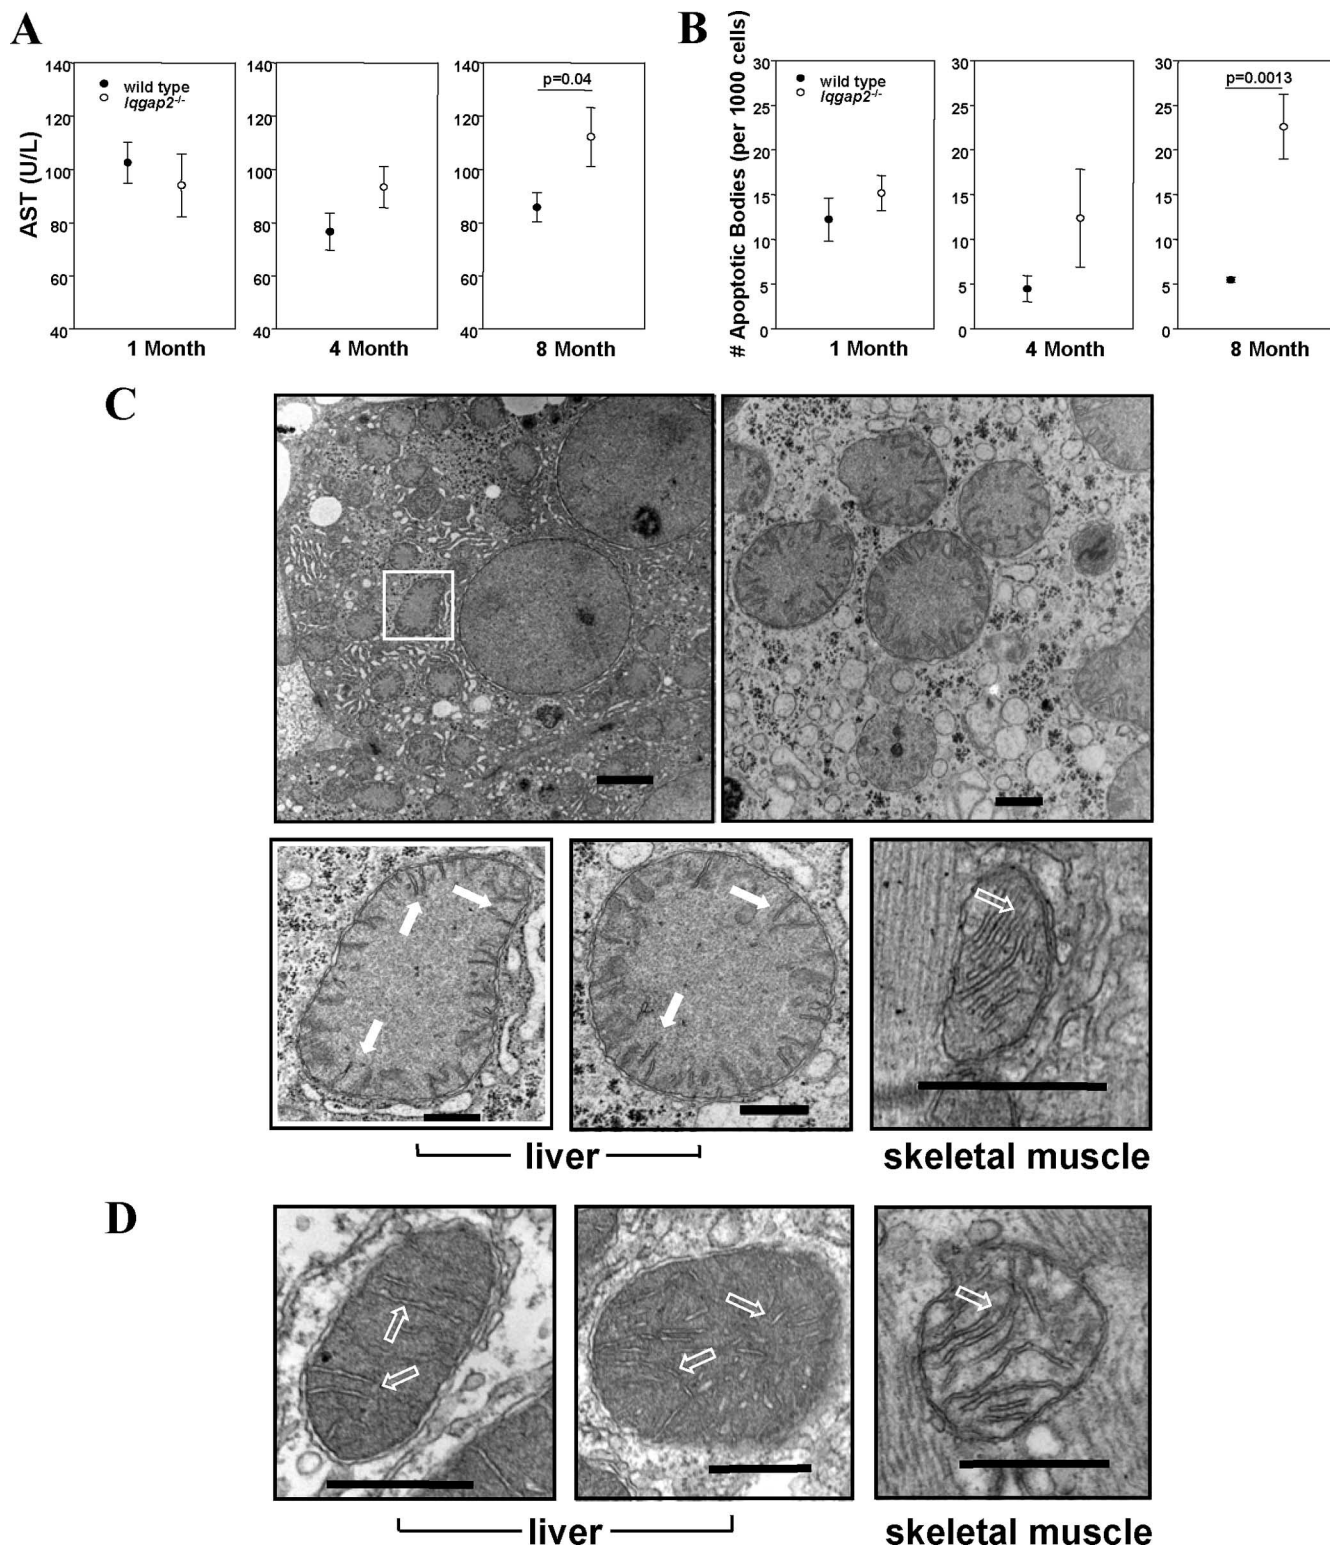 A
B
140
120
100
80
60
40
AST (U/L)
wild type
Iqgap2-/-
1 Month
140
120
100
80
60
40
4 Month
140
120
100
80
60
40
p=0.04
8 Month
# Apoptotic Bodies (per 1000 cells)
30
25
20
15
10
5
0
wild type
Iqgap2-/-
1 Month
30
25
20
15
10
5
0
4 Month
30
25
20
15
10
5
0
p=0.0013
8 Month
C
liver
skeletal muscle
D
liver
skeletal muscle